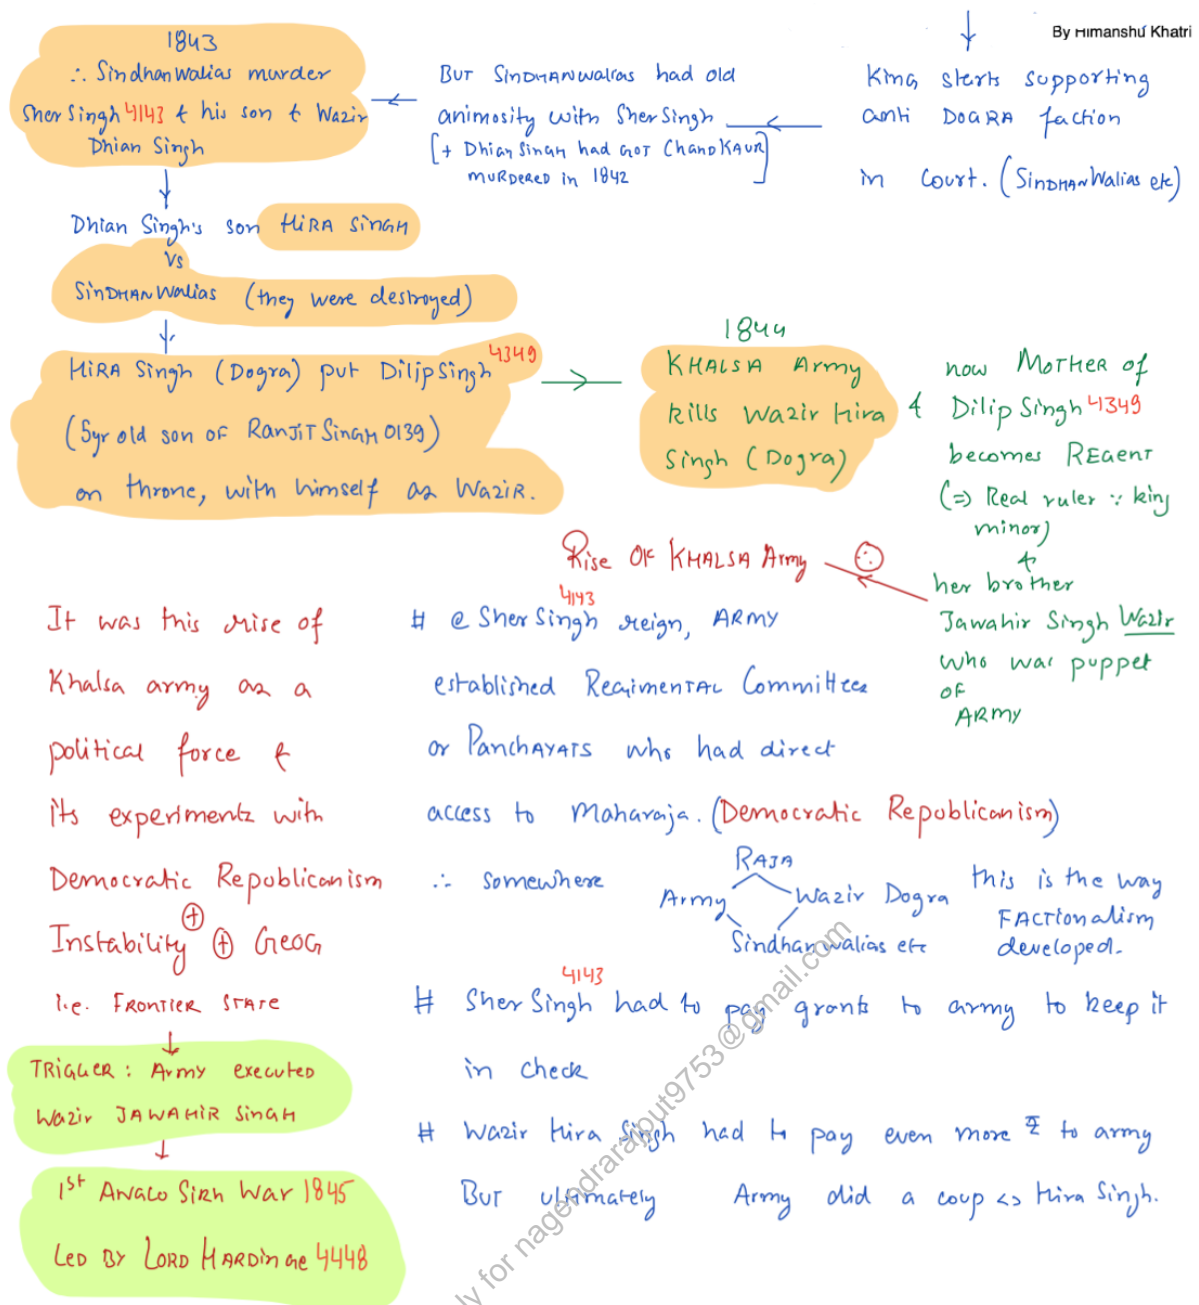 By Himanshu Khatri
King starts supporting
anti DOGRA faction
in court. (SINDHANWalias etc)
But SINDHANWalias had old
animosity with Sher Singh
[+ Dhian Singh had got CHANDKAUR]
MURDERED in 1842
1843
∴ Sindhanwalias murder
Sher Singh 4143 & his son & Wazir
Dhian Singh
Dhian Singh's son HIRA SINGH
VS
SINDHANWalias (they were destroyed)
HIRA Singh (Dogra) put Dilip Singh 4349
(5yr old son of RANJIT SINGH 0139)
on throne, with himself as WAZIR.
1844
KHALSA Army
kills Wazir Hira
Singh (Dogra)
& now MOTHER of
Dilip Singh 4349
becomes REGENT
(=) Real ruler ∵ king
minor)
her brother
Jawahir Singh Wazir
who was puppet
OF
ARMY
Rise OF KHALSA Army
It was this rise of
Khalsa army as a
political force &
its experiments with
Democratic Republicanism
⊕
Instability ⊕ GEOG
i.e. FRONTIER STATE
TRIGGER: Army executed
Wazir JAWAHIR SINGH
1st ANGLO SIKH WAR 1845
LED BY LORD HARDINGE 4448
# @ Sher Singh 4143 reign, ARMY
established REGIMENTAL Committees
or PANCHAYATS who had direct
access to Maharaja. (Democratic Republicanism)
∴ somewhere
RAJA
Army Wazir Dogra
Sindhanwalias etc
this is the way
FACTIONALISM
developed.
# Sher Singh 4143 had to pay grants to army to keep it
in check
# Wazir Hira Singh had to pay even more ₹ to army
But ultimately Army did a coup <> Hira Singh.
ly for nagendrarajput9753@gmail.com